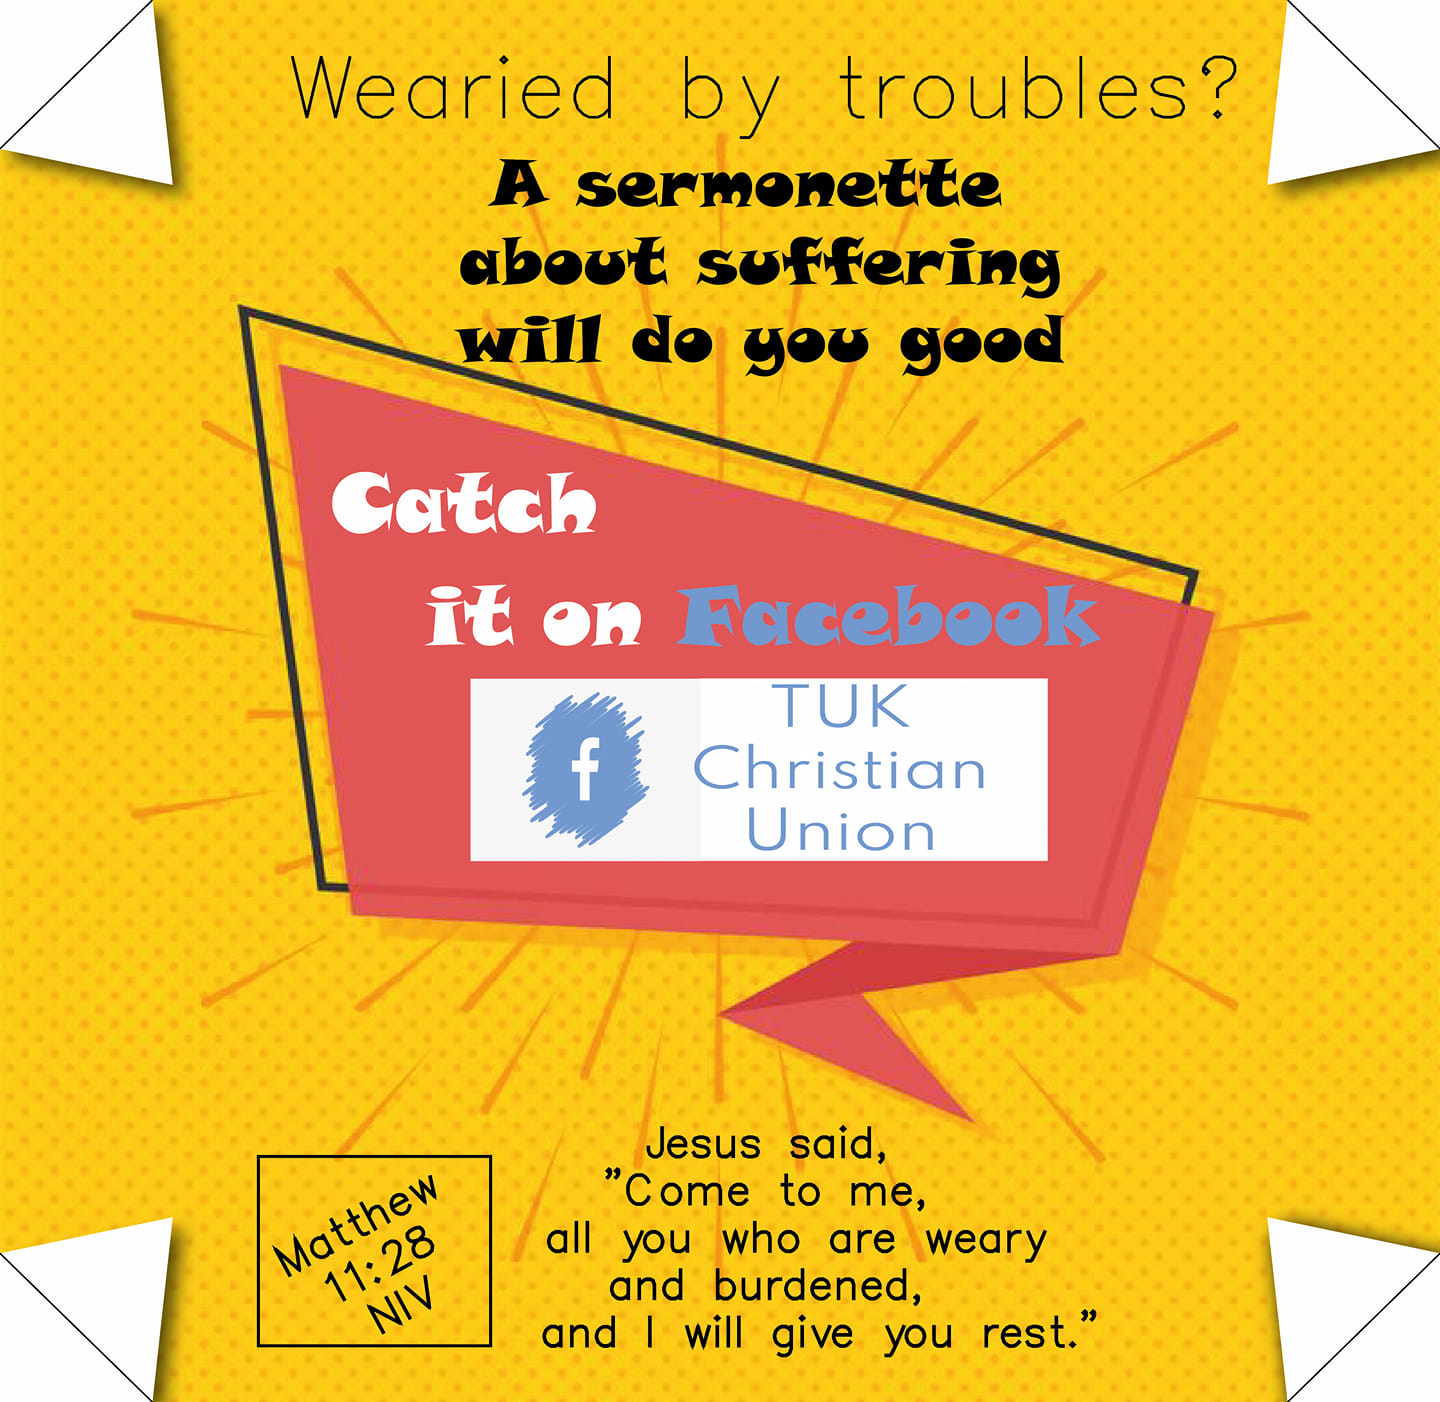 Wearied by troubles?
A sermonette
about suffering
will do you good
Catch
it on Facebook
f
TUK
Christian
Union
Matthew
11:28
NIV
Jesus said,
"Come to me,
all you who are weary
and burdened,
and I will give you rest."